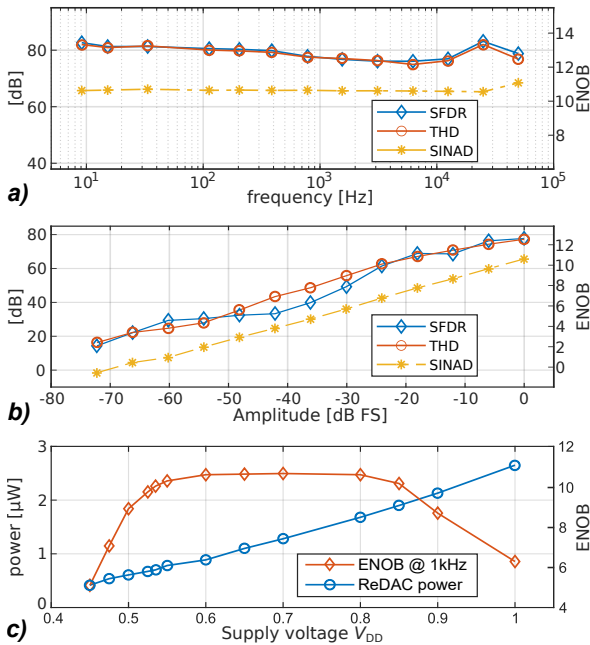 80
60
40
[dB]
14
12
10
8
ENOB
SFDR
THD
SINAD
10^1
10^2
10^3
10^4
10^5
frequency [Hz]
a)
80
60
40
20
0
[dB]
12
10
8
6
4
2
0
ENOB
SFDR
THD
SINAD
-80
-70
-60
-50
-40
-30
-20
-10
0
Amplitude [dB FS]
b)
3
2
1
0
power [µW]
12
10
8
6
4
ENOB
ENOB @ 1kHz
ReDAC power
0.4
0.5
0.6
0.7
0.8
0.9
1
Supply voltage V_DD
c)